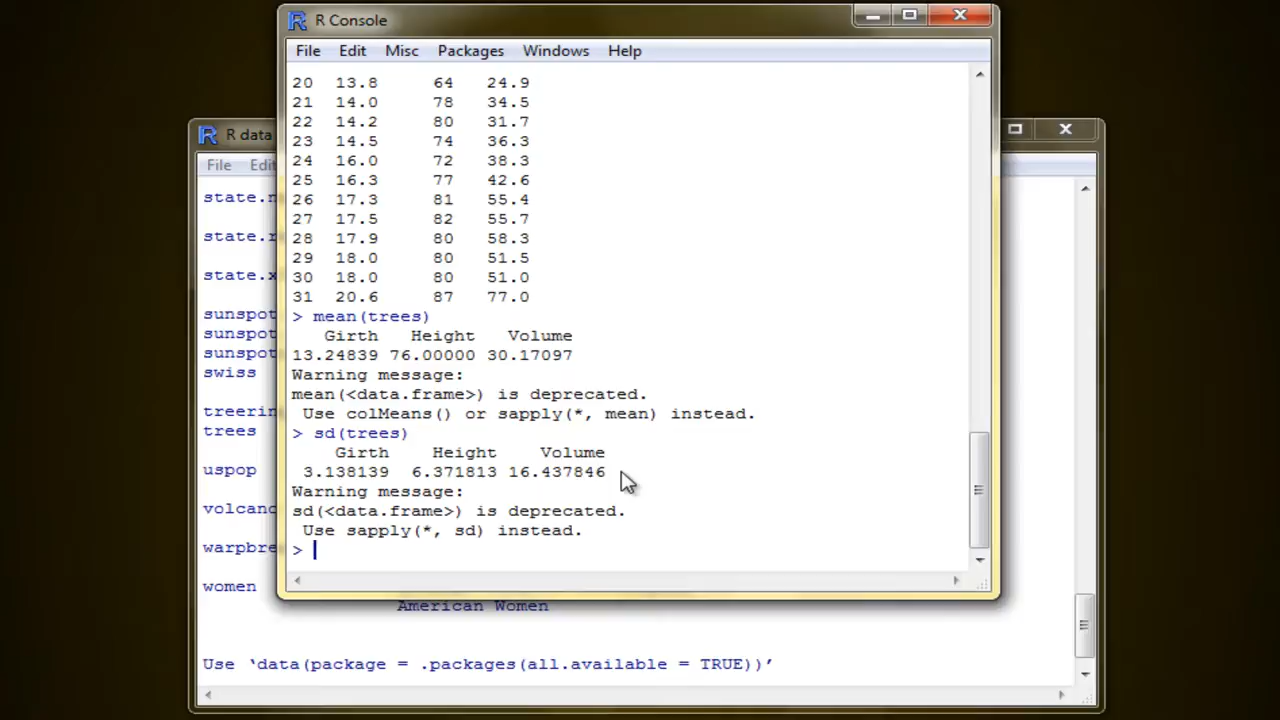 R Console
File Edit Misc Packages Windows Help
20 13.8 64 24.9
21 14.0 78 34.5
22 14.2 80 31.7
23 14.5 74 36.3
24 16.0 72 38.3
25 16.3 77 42.6
26 17.3 81 55.4
27 17.5 82 55.7
28 17.9 80 58.3
29 18.0 80 51.5
30 18.0 80 51.0
31 20.6 87 77.0
> mean(trees)
Girth Height Volume
13.24839 76.00000 30.17097
Warning message:
mean(<data.frame>) is deprecated.
Use colMeans() or sapply(*, mean) instead.
> sd(trees)
Girth Height Volume
3.138139 6.371813 16.437846
Warning message:
sd(<data.frame>) is deprecated.
Use sapply(*, sd) instead.
>
R data
File Edi
state.n
state.r
state.x
sunspot
sunspot
sunspot
swiss
treerin
trees
uspop
volcano
warpbre
women
American Women
Use ‘data(package = .packages(all.available = TRUE))’